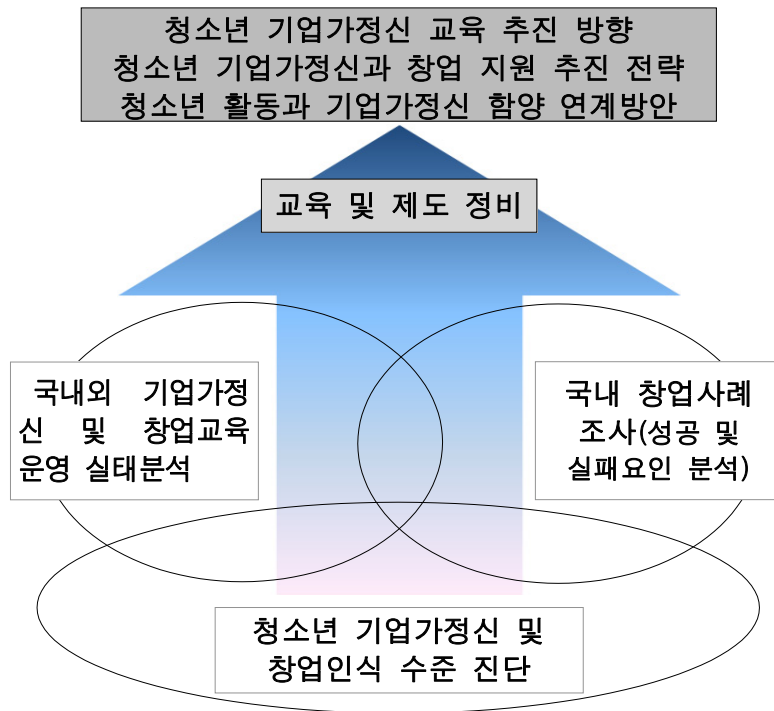 청소년 기업가정신 교육 추진 방향
청소년 기업가정신과 창업 지원 추진 전략
청소년 활동과 기업가정신 함양 연계방안
교육 및 제도 정비
국내외 기업가정
신 및 창업교육
운영 실태분석
국내 창업사례
조사(성공 및
실패요인 분석)
청소년 기업가정신 및
창업인식 수준 진단